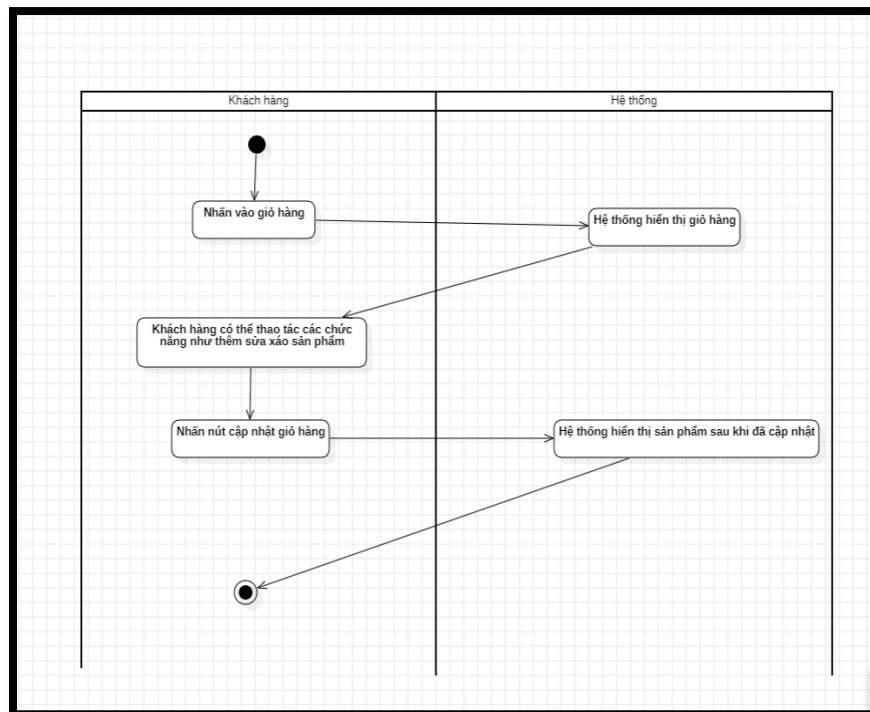 Khách hàng
Hệ thống
Nhấn vào giỏ hàng
Hệ thống hiển thị giỏ hàng
Khách hàng có thể thao tác các chức
năng như thêm sửa xáo sản phẩm
Nhấn nút cập nhật giỏ hàng
Hệ thống hiển thị sản phẩm sau khi đã cập nhật